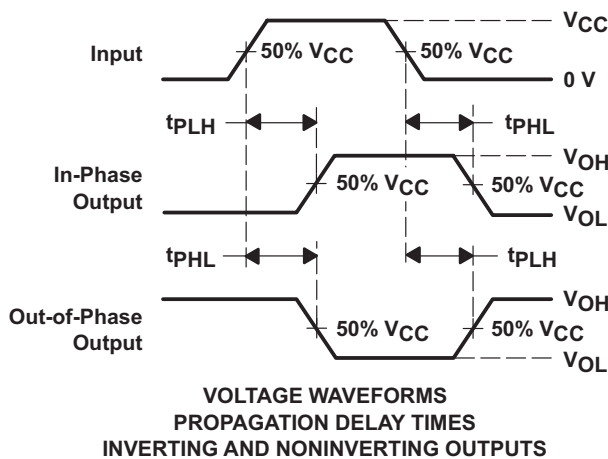 VCC
Input
50% VCC
50% VCC
0 V
tPLH
tPHL
In-Phase
Output
50% VCC
VOH
50% VCC
VOL
tPHL
tPLH
Out-of-Phase
Output
50% VCC
VOH
50% VCC
VOL
VOLTAGE WAVEFORMS
PROPAGATION DELAY TIMES
INVERTING AND NONINVERTING OUTPUTS